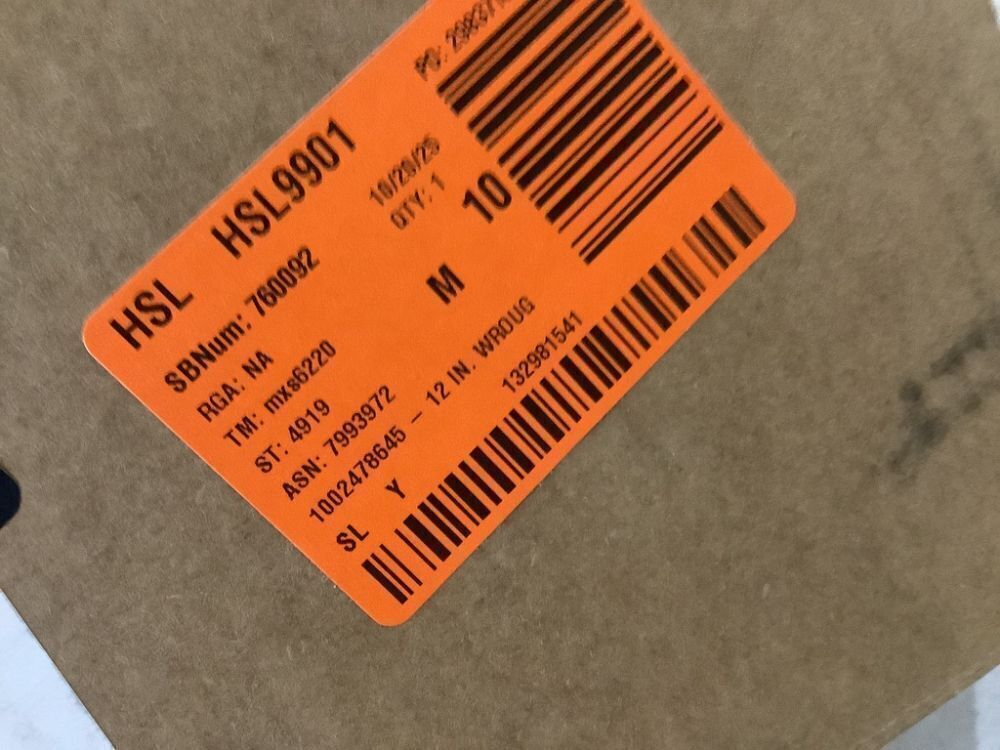 HSL HSL9901
SBNum: 760092
RGA: NA
TM: mxs6220
ST: 4919
ASN: 7993972
1002478645 - 12 IN. WROUG
SL Y
132981541
M
10
QTY: 1
PO: